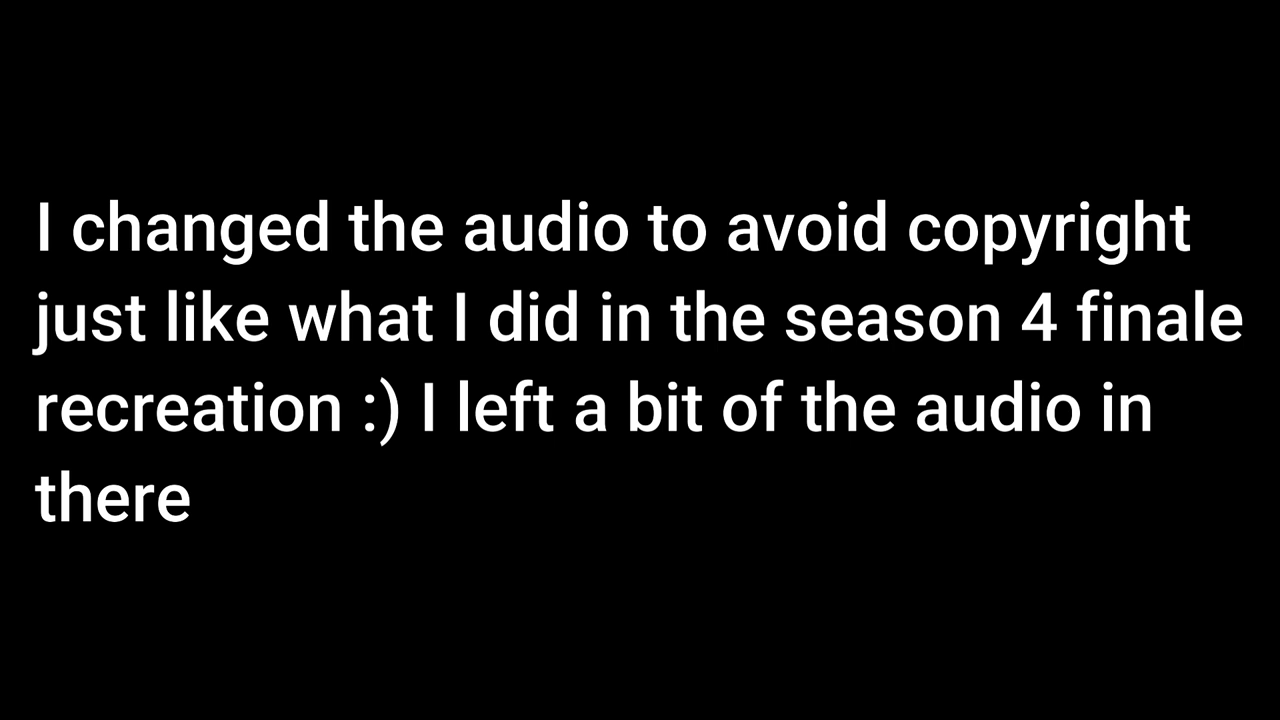 I changed the audio to avoid copyright
just like what I did in the season 4 finale
recreation :) I left a bit of the audio in
there